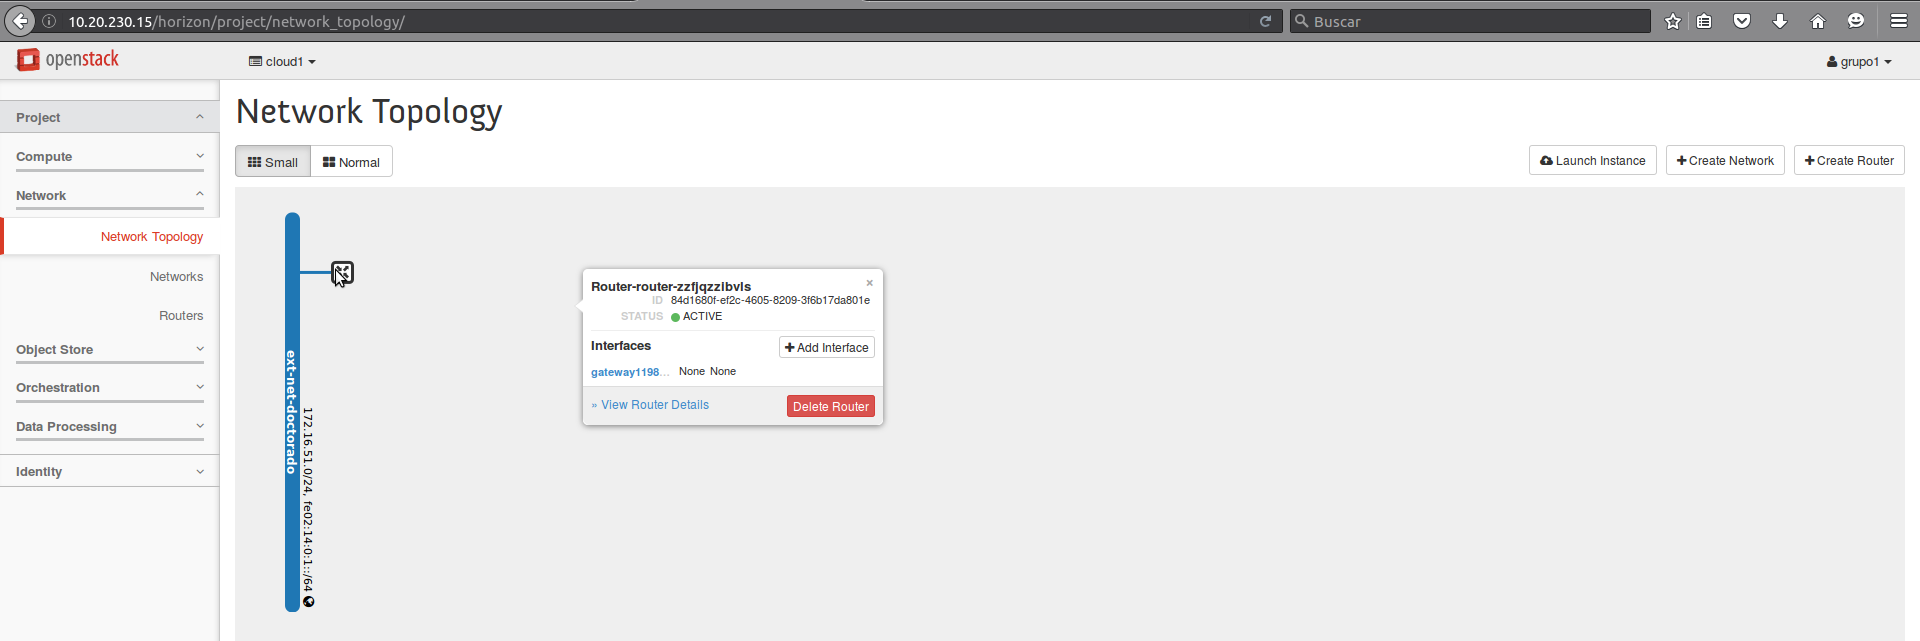 10.20.230.15/horizon/project/network_topology/
Buscar
openstack
cloud1
grupo1
Project
Compute
Network
Network Topology
Networks
Routers
Object Store
Orchestration
Data Processing
Identity
Network Topology
Small Normal
Launch Instance
Create Network
Create Router
ext-net-doctorado
172.16.51.0/24, fe02:14:0:1::/64
Router-router-zzfjqzzibvls
ID 84d1680f-ef2c-4605-8209-3f6b17da801e
STATUS ACTIVE
Interfaces
Add Interface
gateway1198... None None
» View Router Details
Delete Router